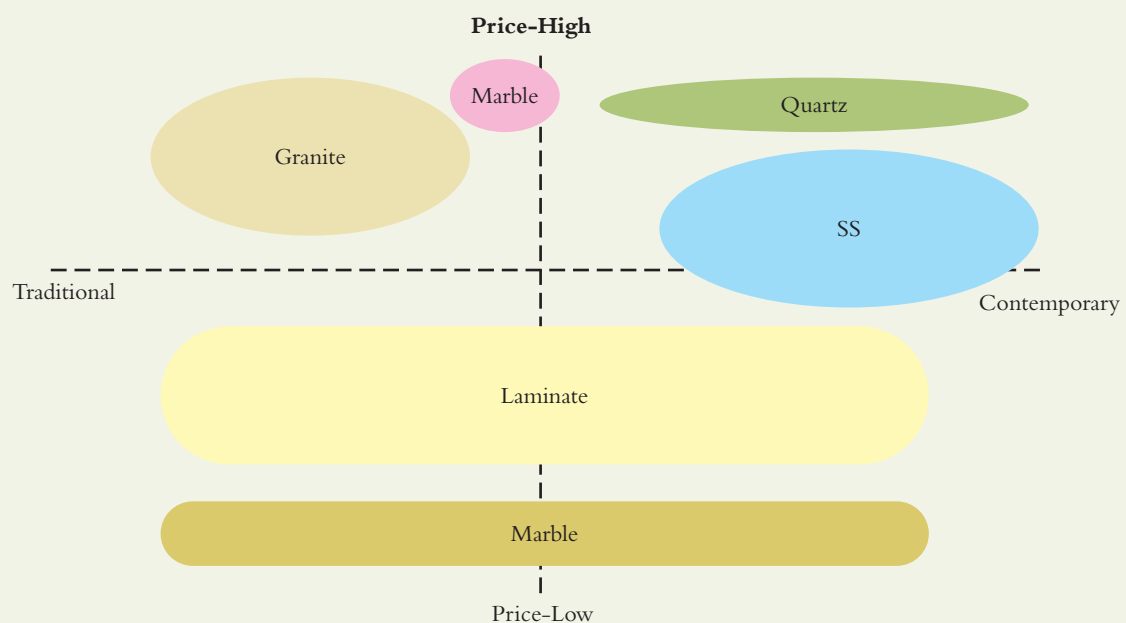 Price-High
Marble
Quartz
Granite
SS
Traditional
Contemporary
Laminate
Marble
Price-Low